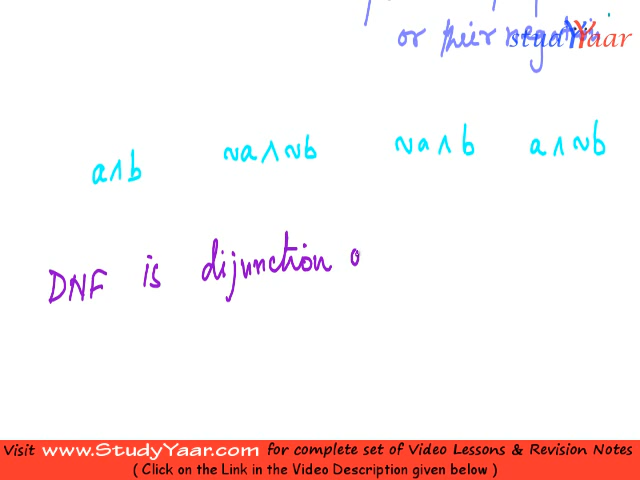 or their
studyYaar
a∧b ~a∧~b ~a∧b a∧~b
DNF is dijunction o
Visit www.StudyYaar.com for complete set of Video Lessons & Revision Notes
( Click on the Link in the Video Description given below )